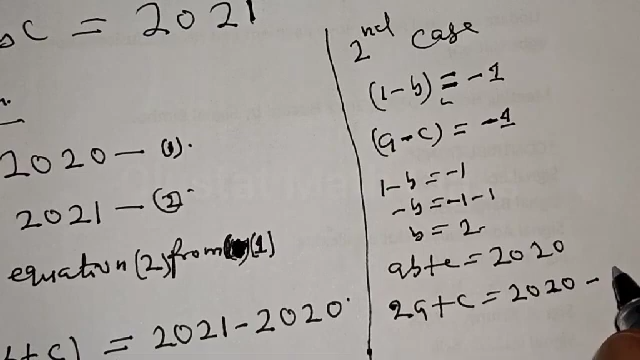 bc = 2021
n.
2020 — (1).
2021 — (2).
equation (2) from (1)
+c) = 2021 - 2020.
2nd case
(1-b) = -1
(a-c) = -1
1-b = -1
-b = -1-1
b = 2.
ab+c = 2020
2a+c = 2020 -